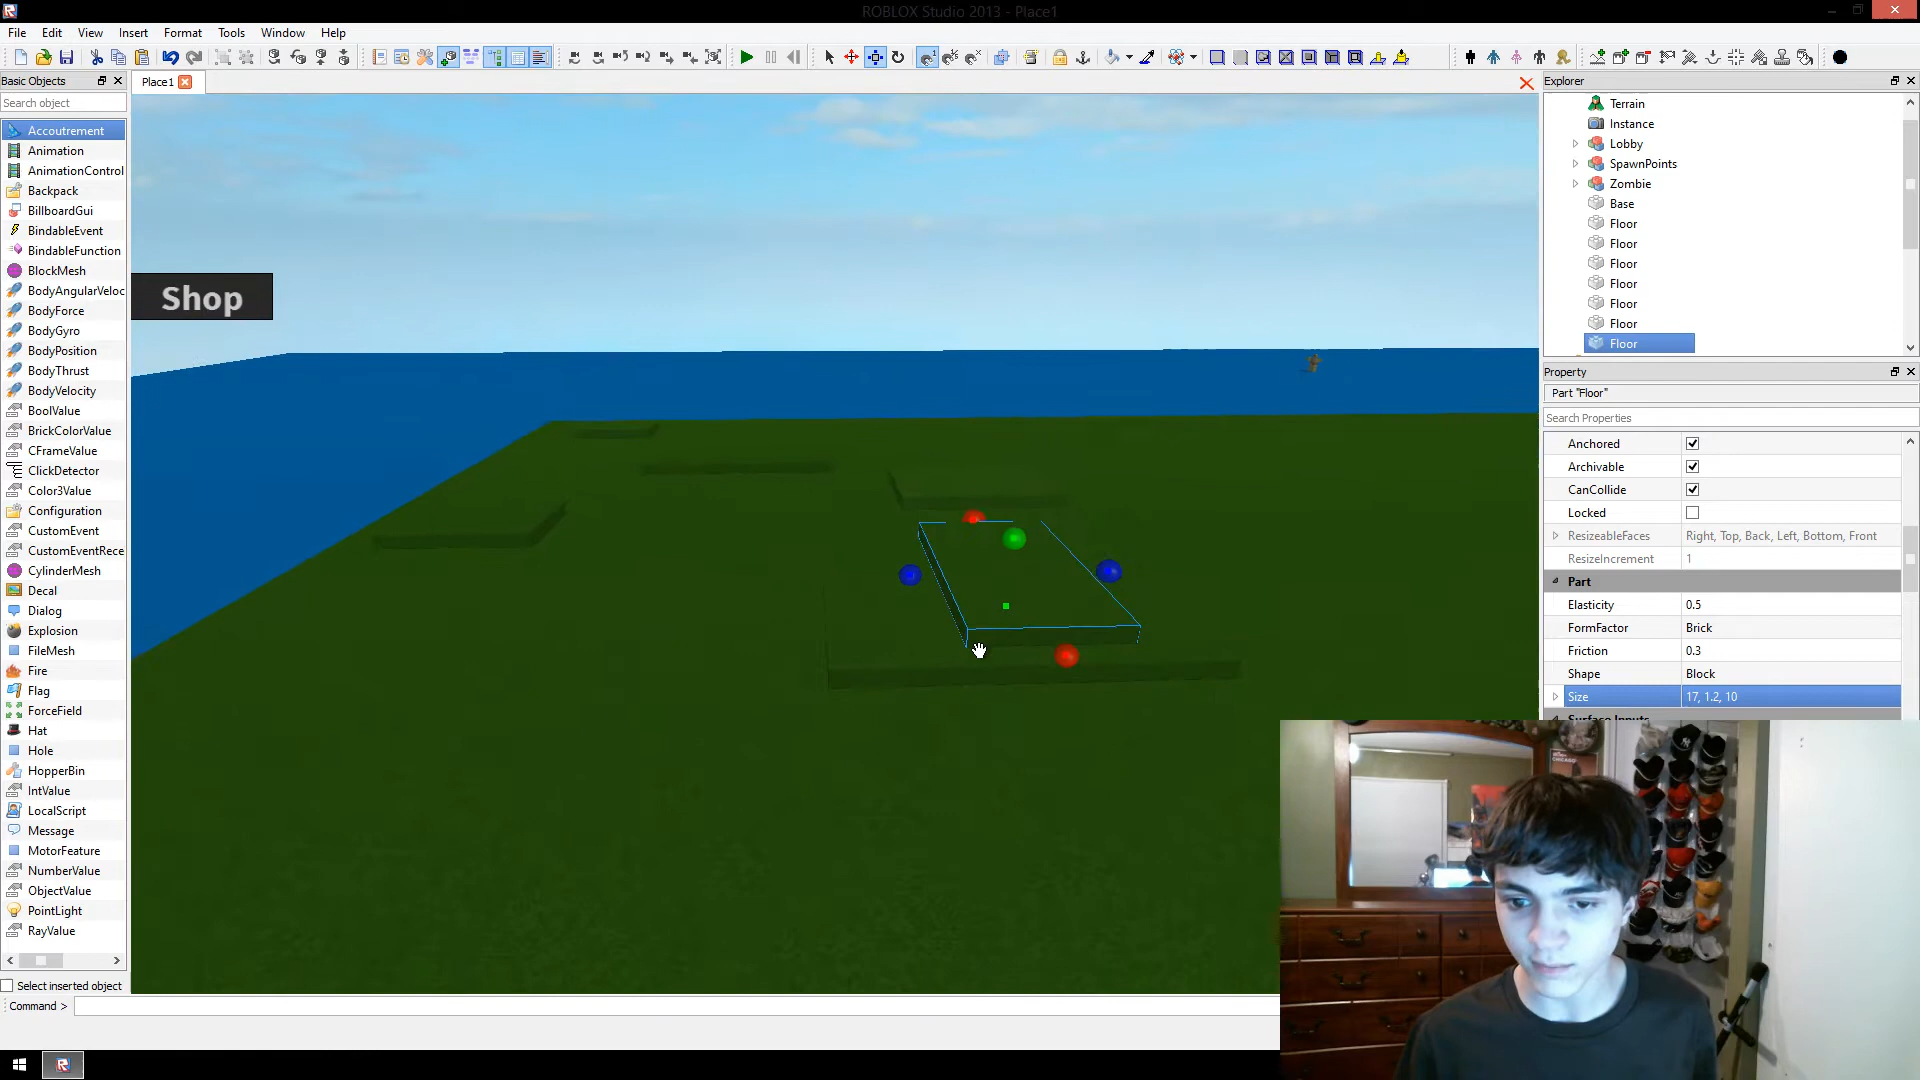 ROBLOX Studio 2013 - Place1
File Edit View Insert Format Tools Window Help
Basic Objects
Search object
Accoutrement
Animation
AnimationControl
Backpack
BillboardGui
BindableEvent
BindableFunction
BlockMesh
BodyAngularVeloc
BodyForce
BodyGyro
BodyPosition
BodyThrust
BodyVelocity
BoolValue
BrickColorValue
CFrameValue
ClickDetector
Color3Value
Configuration
CustomEvent
CustomEventRece
CylinderMesh
Decal
Dialog
Explosion
FileMesh
Fire
Flag
ForceField
Hat
Hole
HopperBin
IntValue
LocalScript
Message
MotorFeature
NumberValue
ObjectValue
PointLight
RayValue
Select inserted object
Command >
Place1
Shop
Explorer
Terrain
Instance
Lobby
SpawnPoints
Zombie
Base
Floor
Floor
Floor
Floor
Floor
Floor
Floor
Property
Part "Floor"
Search Properties
Anchored
Archivable
CanCollide
Locked
ResizeableFaces Right, Top, Back, Left, Bottom, Front
ResizeIncrement 1
Part
Elasticity 0.5
FormFactor Brick
Friction 0.3
Shape Block
Size 17, 1.2, 10
Surface Inputs